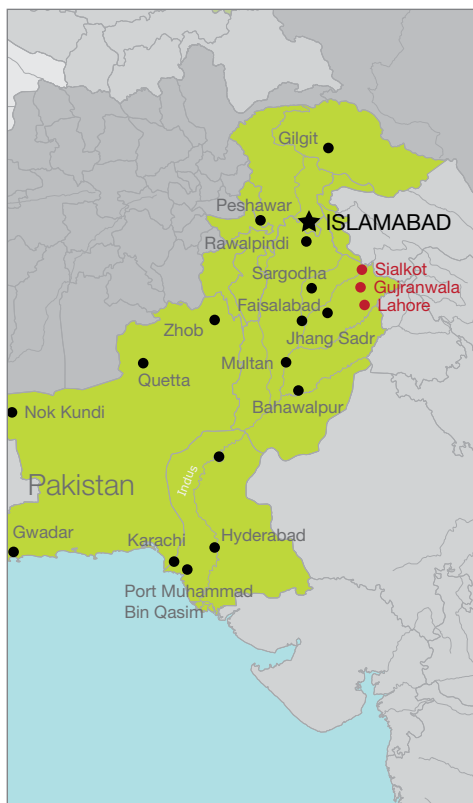 Gilgit
Peshawar
ISLAMABAD
Rawalpindi
Sialkot
Sargodha
Gujranwala
Faisalabad
Lahore
Zhob
Jhang Sadr
Multan
Quetta
Bahawalpur
Nok Kundi
Indus
Pakistan
Gwadar
Karachi
Hyderabad
Port Muhammad
Bin Qasim